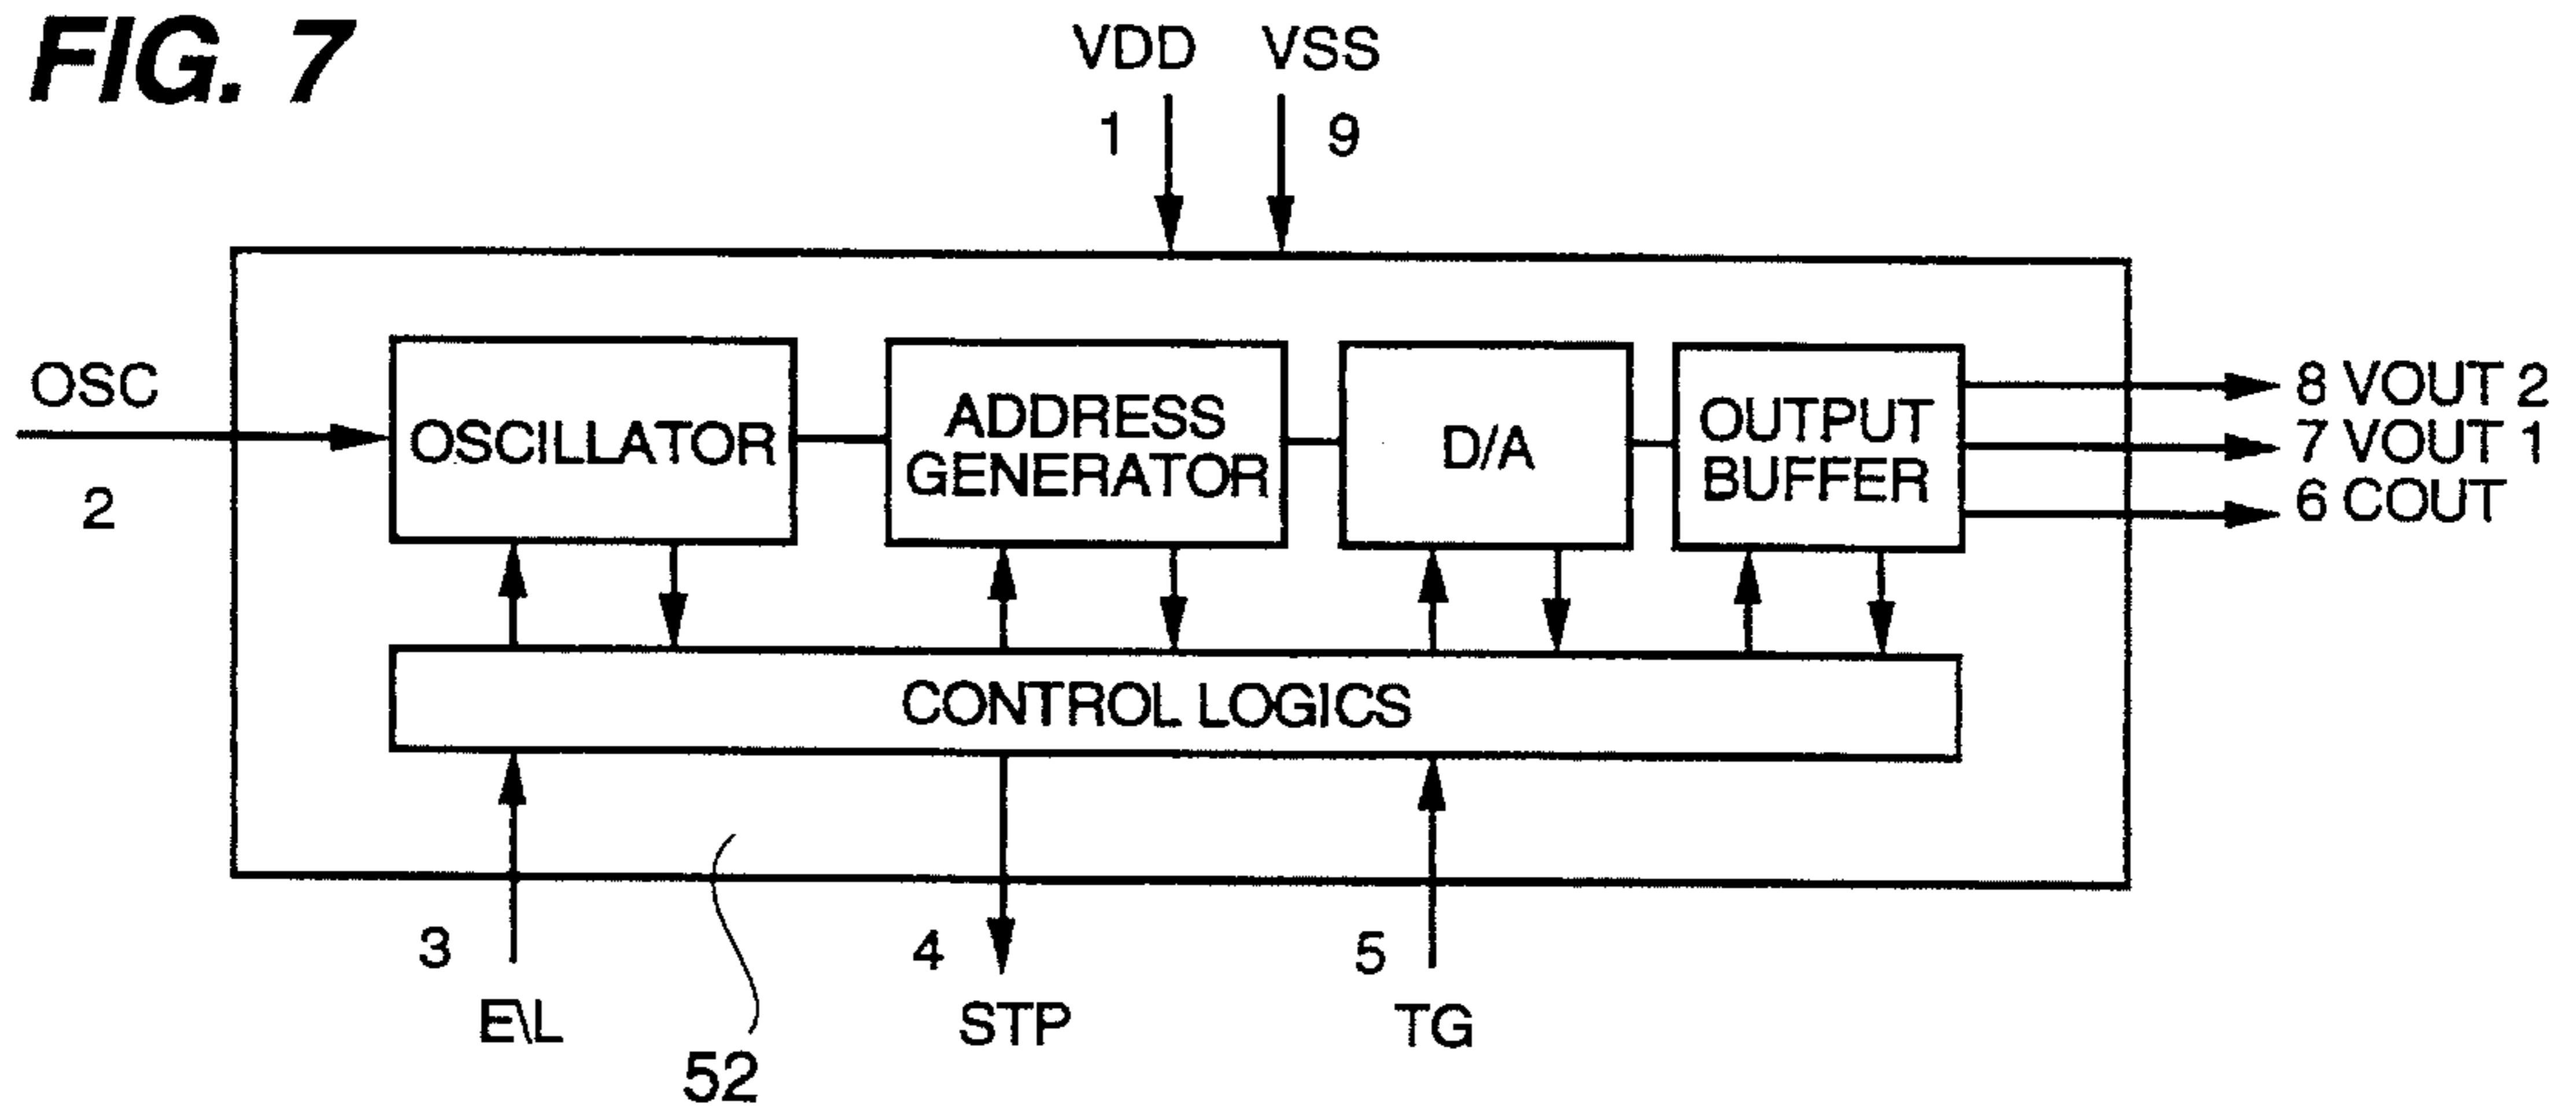 FIG. 7
VDD VSS
1 9
OSC
2
OSCILLATOR
ADDRESS
GENERATOR
D/A
OUTPUT
BUFFER
8 VOUT 2
7 VOUT 1
6 COUT
CONTROL LOGICS
3 4 5
E\L STP TG
52